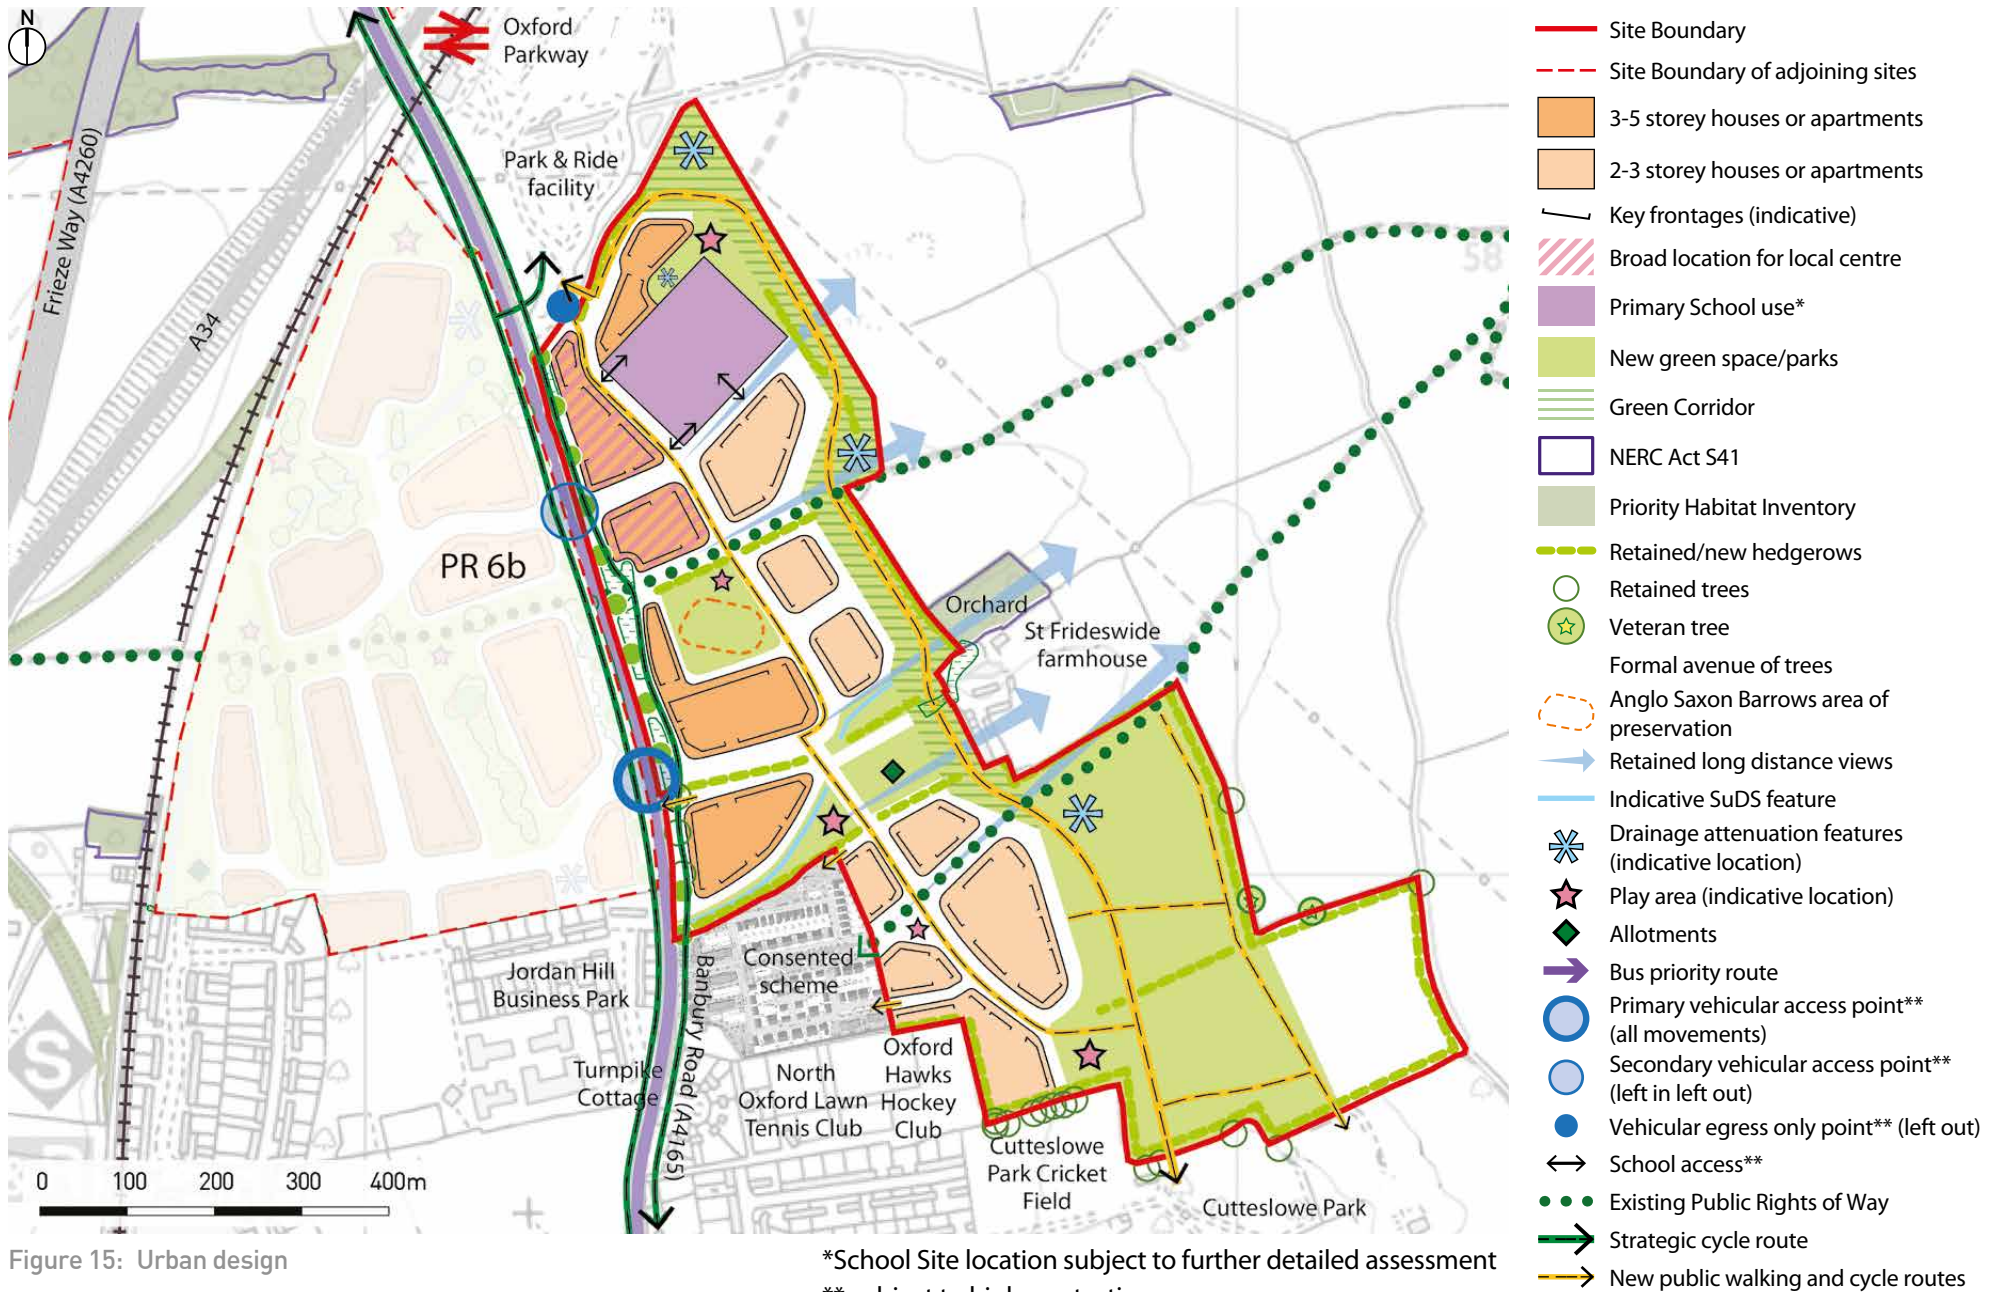 N
Oxford
Parkway
Frieze Way (A4260)
A34
Park & Ride
facility
58
PR 6b
Orchard
St Frideswide
farmhouse
Jordan Hill
Business Park
Banbury Road (A4165)
Consented
scheme
Turnpike
Cottage
North
Oxford Lawn
Tennis Club
Oxford
Hawks
Hockey
Club
Cutteslowe
Park Cricket
Field
Cutteslowe Park
S
0 100 200 300 400m
Figure 15: Urban design
*School Site location subject to further detailed assessment
Site Boundary
Site Boundary of adjoining sites
3-5 storey houses or apartments
2-3 storey houses or apartments
Key frontages (indicative)
Broad location for local centre
Primary School use*
New green space/parks
Green Corridor
NERC Act S41
Priority Habitat Inventory
Retained/new hedgerows
Retained trees
Veteran tree
Formal avenue of trees
Anglo Saxon Barrows area of
preservation
Retained long distance views
Indicative SuDS feature
Drainage attenuation features
(indicative location)
Play area (indicative location)
Allotments
Bus priority route
Primary vehicular access point**
(all movements)
Secondary vehicular access point**
(left in left out)
Vehicular egress only point** (left out)
School access**
Existing Public Rights of Way
Strategic cycle route
New public walking and cycle routes